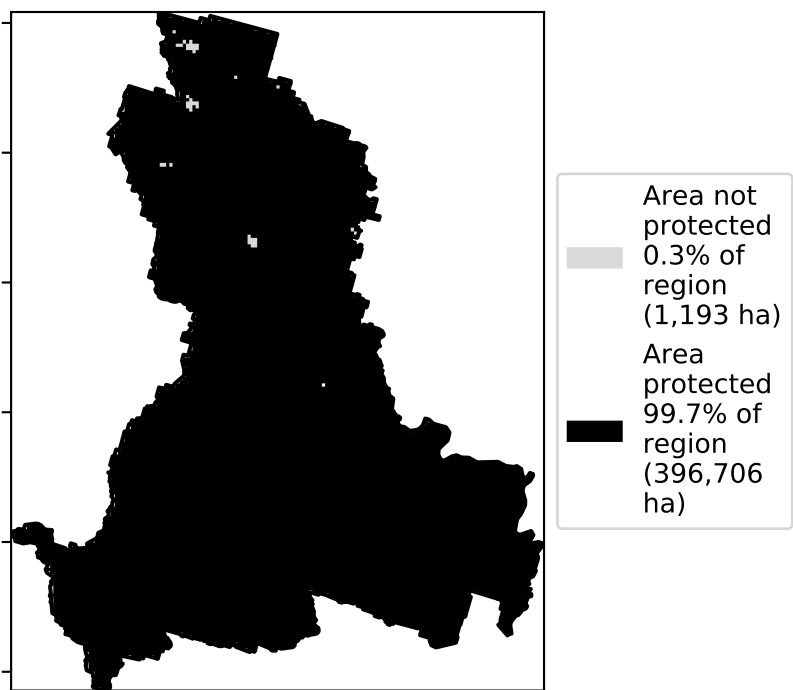 Area not
protected
0.3% of
region
(1,193 ha)
Area
protected
99.7% of
region
(396,706
ha)